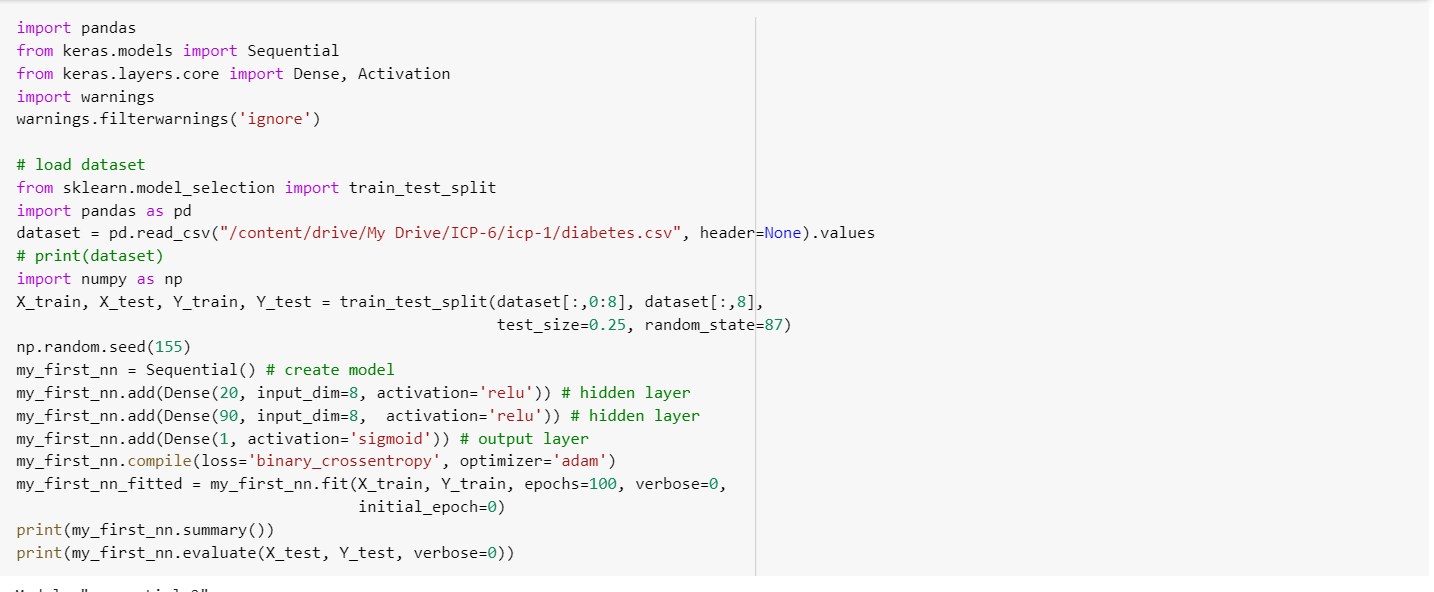 import pandas
from keras.models import Sequential
from keras.layers.core import Dense, Activation
import warnings
warnings.filterwarnings('ignore')
# load dataset
from sklearn.model_selection import train_test_split
import pandas as pd
dataset = pd.read_csv("/content/drive/My Drive/ICP-6/icp-1/diabetes.csv", header=None).values
# print(dataset)
import numpy as np
X_train, X_test, Y_train, Y_test = train_test_split(dataset[:,0:8], dataset[:,8],
test_size=0.25, random_state=87)
np.random.seed(155)
my_first_nn = Sequential() # create model
my_first_nn.add(Dense(20, input_dim=8, activation='relu')) # hidden layer
my_first_nn.add(Dense(90, input_dim=8,  activation='relu')) # hidden layer
my_first_nn.add(Dense(1, activation='sigmoid')) # output layer
my_first_nn.compile(loss='binary_crossentropy', optimizer='adam')
my_first_nn_fitted = my_first_nn.fit(X_train, Y_train, epochs=100, verbose=0,
initial_epoch=0)
print(my_first_nn.summary())
print(my_first_nn.evaluate(X_test, Y_test, verbose=0))